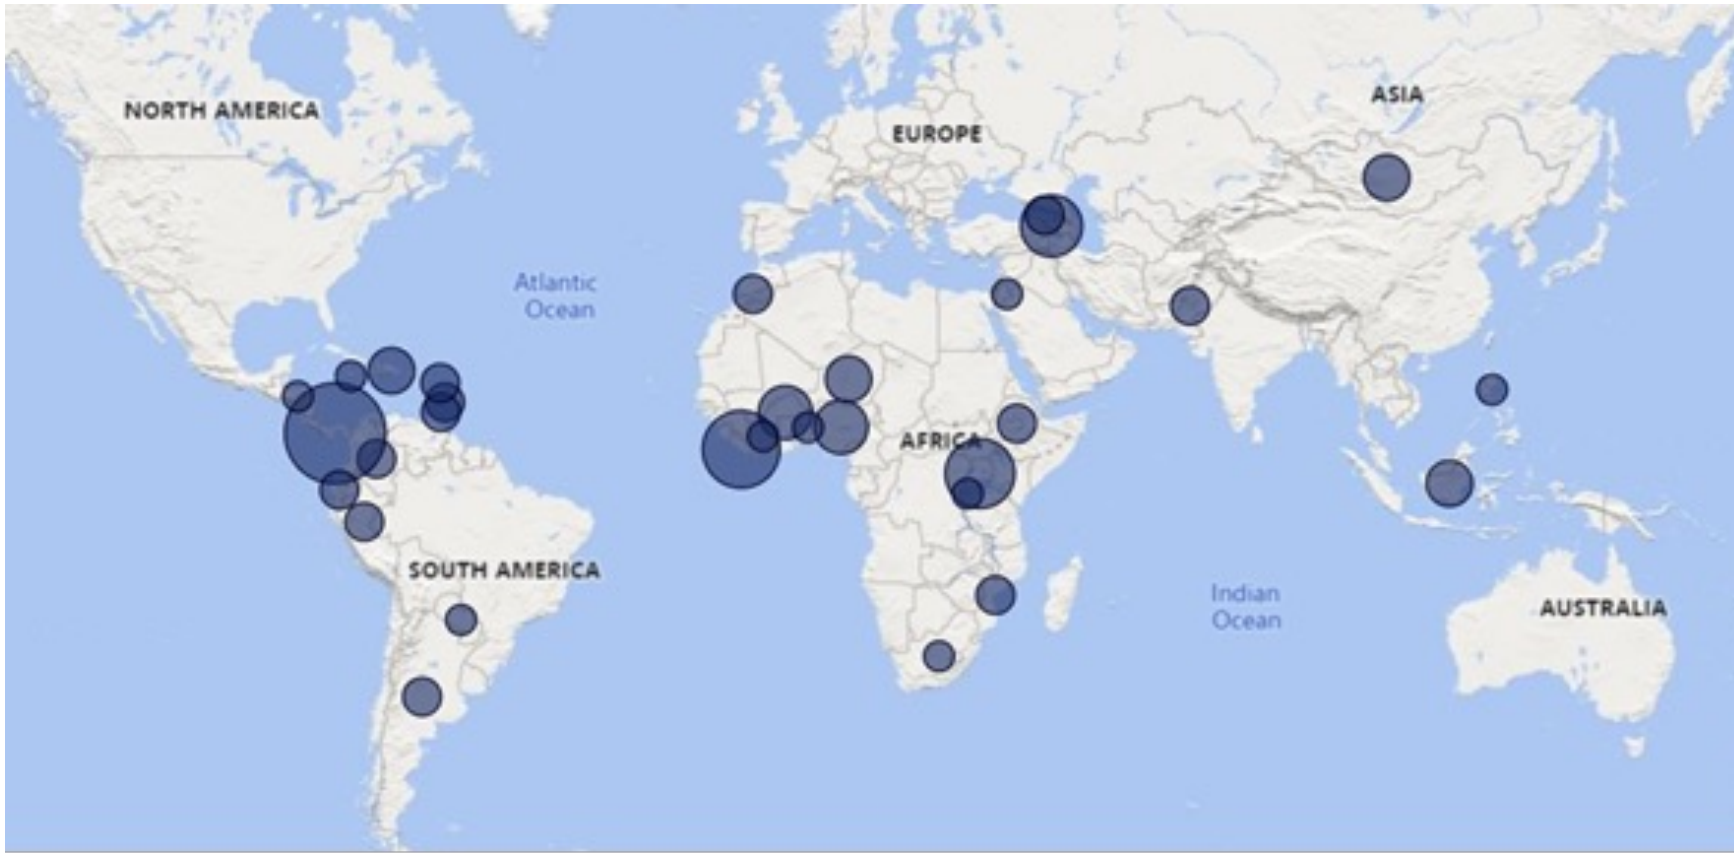 NORTH AMERICA
ASIA
EUROPE
Atlantic
Ocean
AFRICA
SOUTH AMERICA
Indian
Ocean
AUSTRALIA